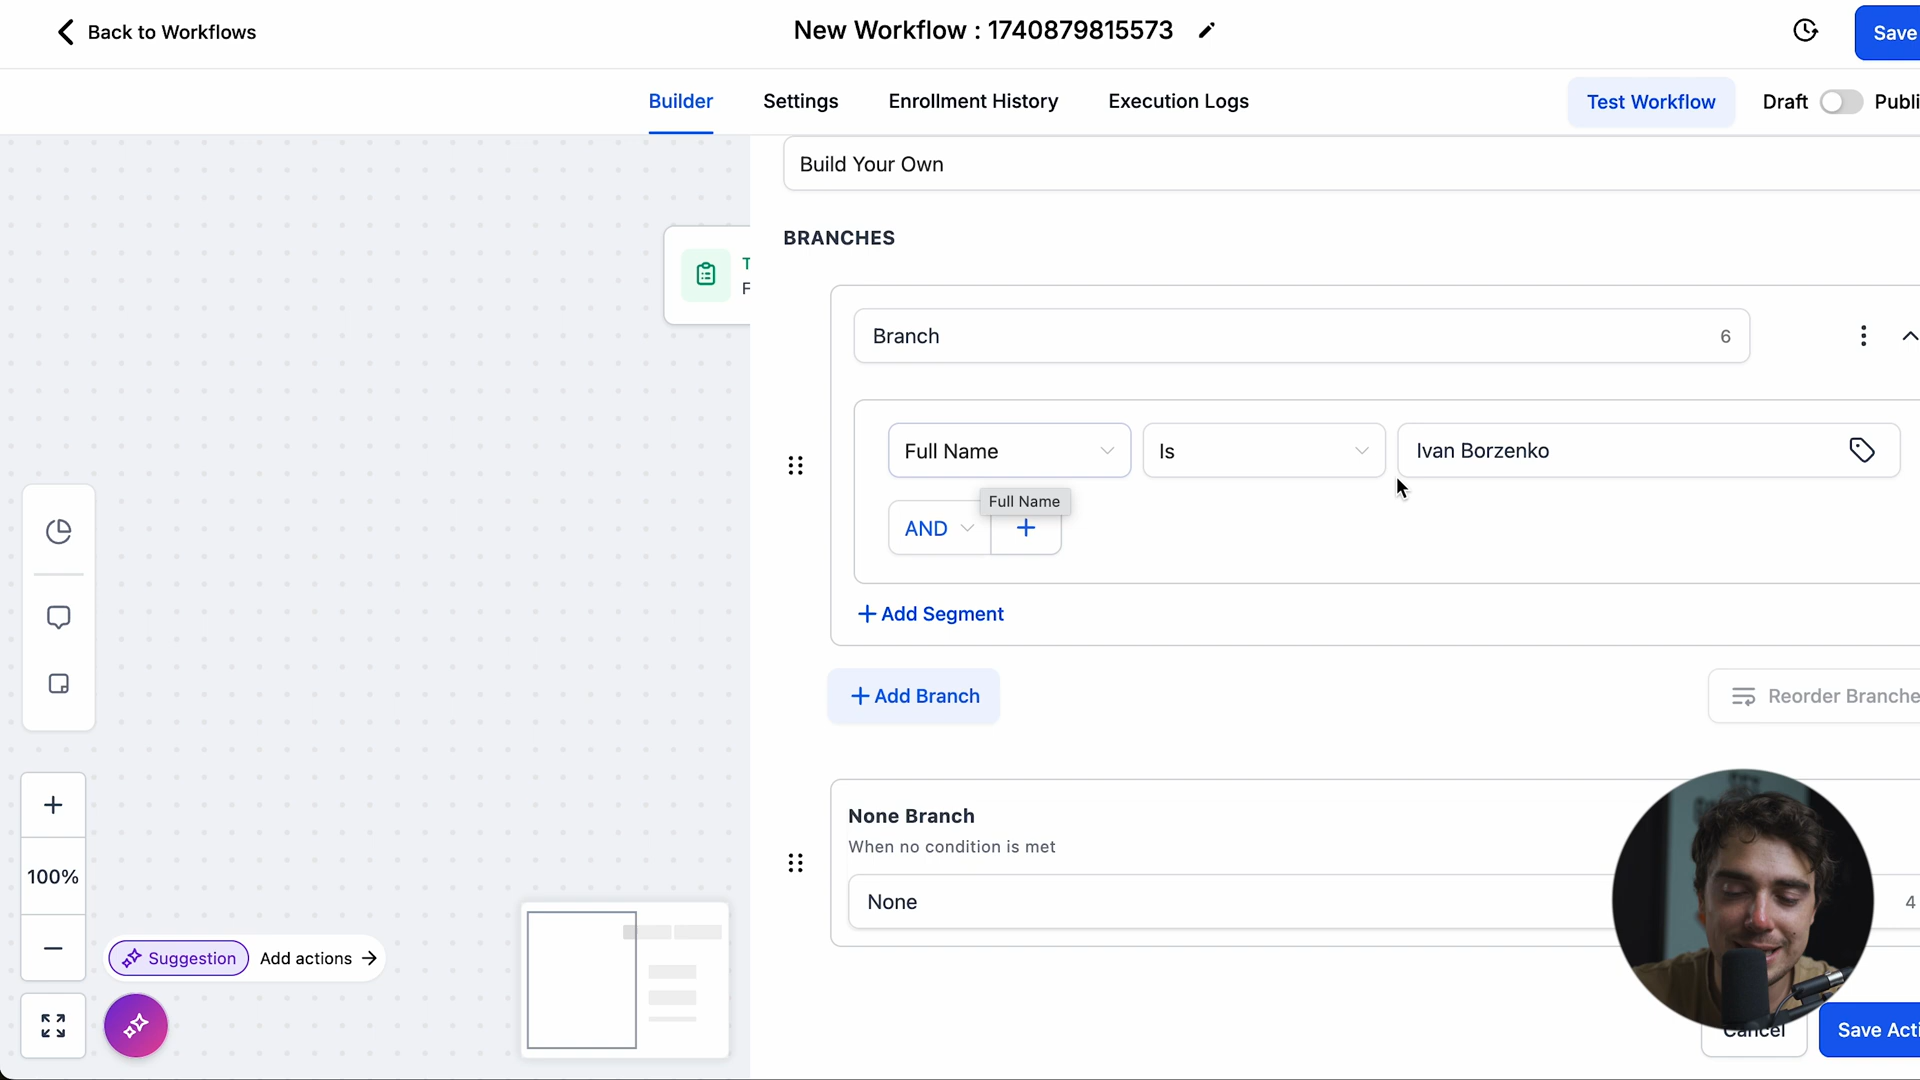 Back to Workflows
New Workflow : 1740879815573
Save
Builder
Settings
Enrollment History
Execution Logs
Test Workflow
Draft
Publi
Build Your Own
BRANCHES
T
F
Branch
6
Full Name
Is
Ivan Borzenko
Full Name
AND
+ Add Segment
+ Add Branch
Reorder Branche
None Branch
When no condition is met
None
4
100%
Suggestion
Add actions →
Cancel
Save Acti